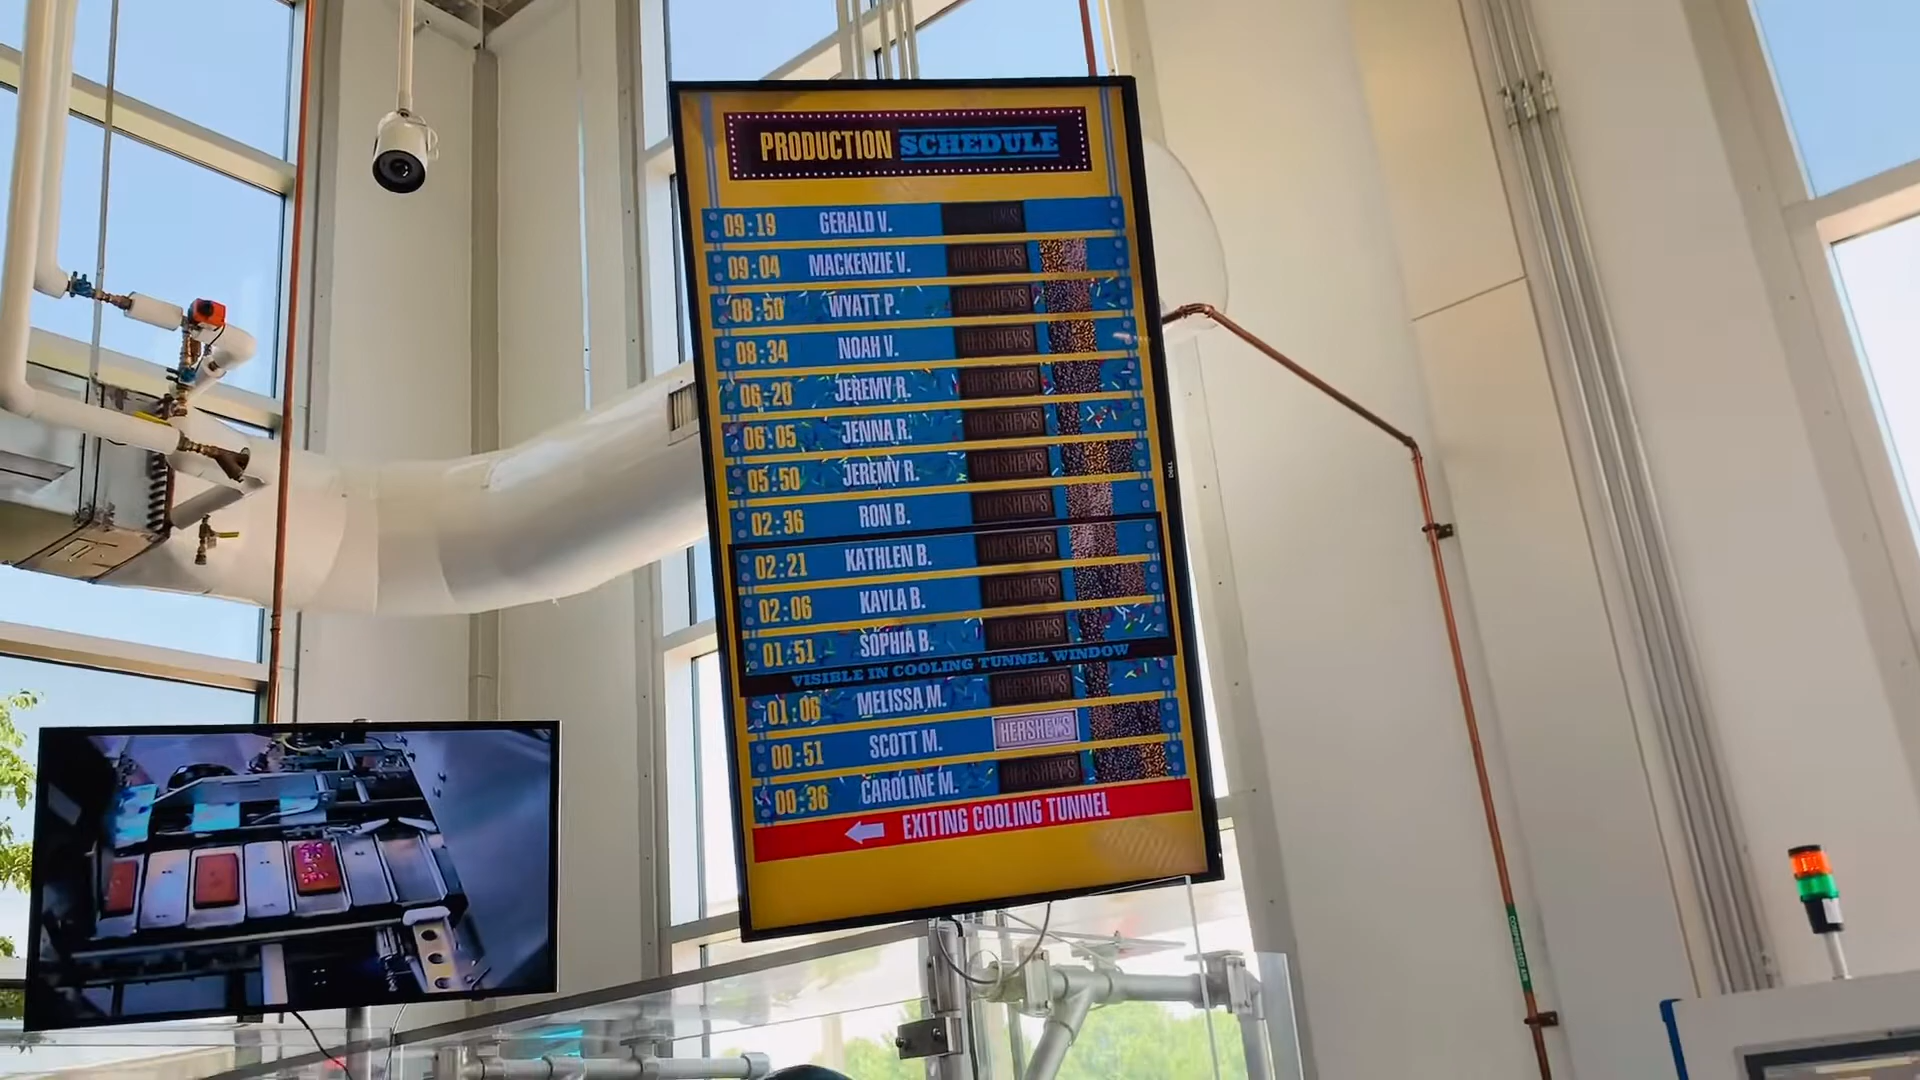 PRODUCTION SCHEDULE
09:19 GERALD V.
09:04 MACKENZIE V. HERSHEY'S
08:50 WYATT P. HERSHEY'S
08:34 NOAH V. HERSHEY'S
06:20 JEREMY R. HERSHEY'S
06:05 JENNA R. HERSHEY'S
05:50 JEREMY R. HERSHEY'S
02:36 RON B. HERSHEY'S
02:21 KATHLEN B. HERSHEY'S
02:06 KAYLA B. HERSHEY'S
01:51 SOPHIA B. HERSHEY'S
VISIBLE IN COOLING TUNNEL WINDOW
01:06 MELISSA M. HERSHEY'S
00:51 SCOTT M. HERSHEY'S
00:36 CAROLINE M. HERSHEY'S
EXITING COOLING TUNNEL
DELL
COMPRESSED AIR